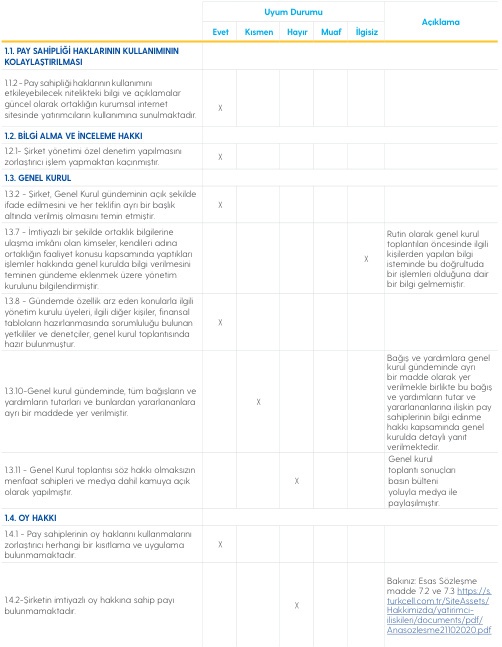 Uyum Durumu
Açıklama
Evet Kısmen Hayır Muaf İlgisiz
1.1. PAY SAHİPLİĞİ HAKLARININ KULLANIMININ
KOLAYLAŞTIRILMASI
1.1.2 - Pay sahipliği haklarının kullanımını
etkileyebilecek nitelikteki bilgi ve açıklamalar
güncel olarak ortaklığın kurumsal internet
sitesinde yatırımcıların kullanımına sunulmaktadır.
X
1.2. BİLGİ ALMA VE İNCELEME HAKKI
1.2.1- Şirket yönetimi özel denetim yapılmasını
zorlaştırıcı işlem yapmaktan kaçınmıştır.
X
1.3. GENEL KURUL
1.3.2 - Şirket, Genel Kurul gündeminin açık şekilde
ifade edilmesini ve her teklifin ayrı bir başlık
altında verilmiş olmasını temin etmiştir.
X
1.3.7 - İmtiyazlı bir şekilde ortaklık bilgilerine
ulaşma imkânı olan kimseler, kendileri adına
ortaklığın faaliyet konusu kapsamında yaptıkları
işlemler hakkında genel kurulda bilgi verilmesini
teminen gündeme eklenmek üzere yönetim
kurulunu bilgilendirmiştir.
X
Rutin olarak genel kurul
toplantıları öncesinde ilgili
kişilerden yapılan bilgi
isteminde bu doğrultuda
bir işlemleri olduğuna dair
bir bilgi gelmemiştir.
1.3.8 - Gündemde özellik arz eden konularla ilgili
yönetim kurulu üyeleri, ilgili diğer kişiler, finansal
tabloların hazırlanmasında sorumluluğu bulunan
yetkililer ve denetçiler, genel kurul toplantısında
hazır bulunmuştur.
X
1.3.10-Genel kurul gündeminde, tüm bağışların ve
yardımların tutarları ve bunlardan yararlananlara
ayrı bir maddede yer verilmiştir.
X
Bağış ve yardımlara genel
kurul gündeminde ayrı
bir madde olarak yer
verilmekle birlikte bu bağış
ve yardımların tutar ve
yararlananlarına ilişkin pay
sahiplerinin bilgi edinme
hakkı kapsamında genel
kurulda detaylı yanıt
verilmektedir.
1.3.11 - Genel Kurul toplantısı söz hakkı olmaksızın
menfaat sahipleri ve medya dahil kamuya açık
olarak yapılmıştır.
X
Genel kurul
toplantı sonuçları
basın bülteni
yoluyla medya ile
paylaşılmıştır.
1.4. OY HAKKI
1.4.1 - Pay sahiplerinin oy haklarını kullanmalarını
zorlaştırıcı herhangi bir kısıtlama ve uygulama
bulunmamaktadır.
X
1.4.2-Şirketin imtiyazlı oy hakkına sahip payı
bulunmamaktadır.
X
Bakınız: Esas Sözleşme
madde 7.2 ve 7.3 https://s.
turkcell.com.tr/SiteAssets/
Hakkimizda/yatirimci-
iliskileri/documents/pdf/
Anasozlesme21102020.pdf